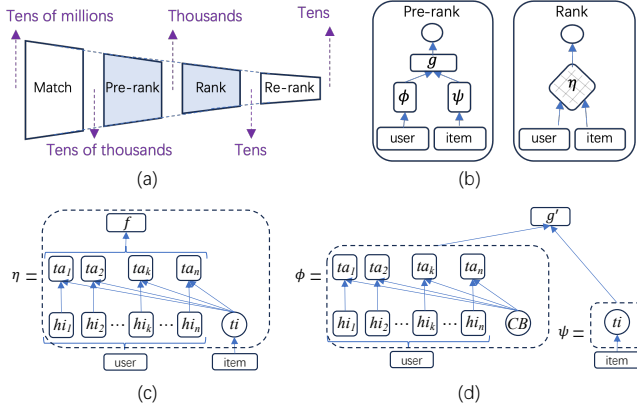 Tens of millions Thousands Tens
Match Pre-rank Rank Re-rank
Tens of thousands Tens
(a)
Pre-rank Rank
g
ϕ ψ η
user item user item
(b)
f
ta1 ta2 tak tan
η =
hi1 hi2 ··· hik ··· hin ti
user item
(c)
g′
ta1 ta2 tak tan
ϕ =
hi1 hi2 ··· hik ··· hin CB ψ = ti
user item
(d)